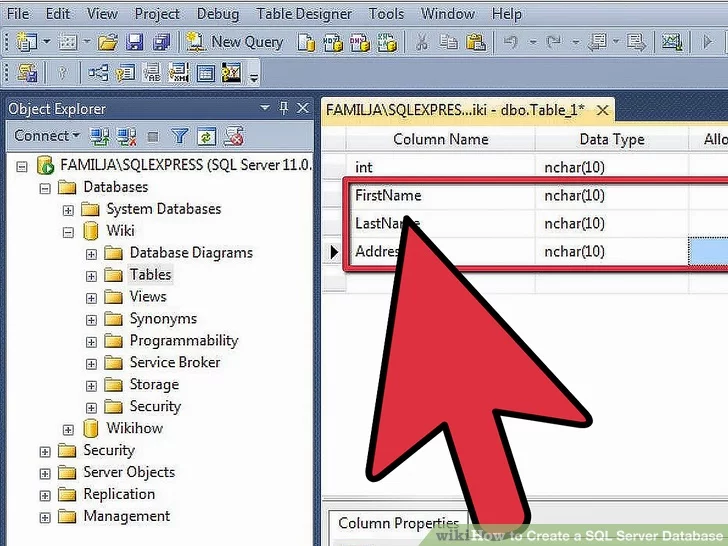 File Edit View Project Debug Table Designer Tools Window Help
New Query
Object Explorer
Connect
FAMILJA\SQLEXPRESS (SQL Server 11.0.
Databases
System Databases
Wiki
Database Diagrams
Tables
Views
Synonyms
Programmability
Service Broker
Storage
Security
Wikihow
Security
Server Objects
Replication
Management
FAMILJA\SQLEXPRES...iki - dbo.Table_1*
Column Name Data Type Allo
int nchar(10)
FirstName nchar(10)
LastName nchar(10)
Addres nchar(10)
Column Properties
wikiHow to Create a SQL Server Database